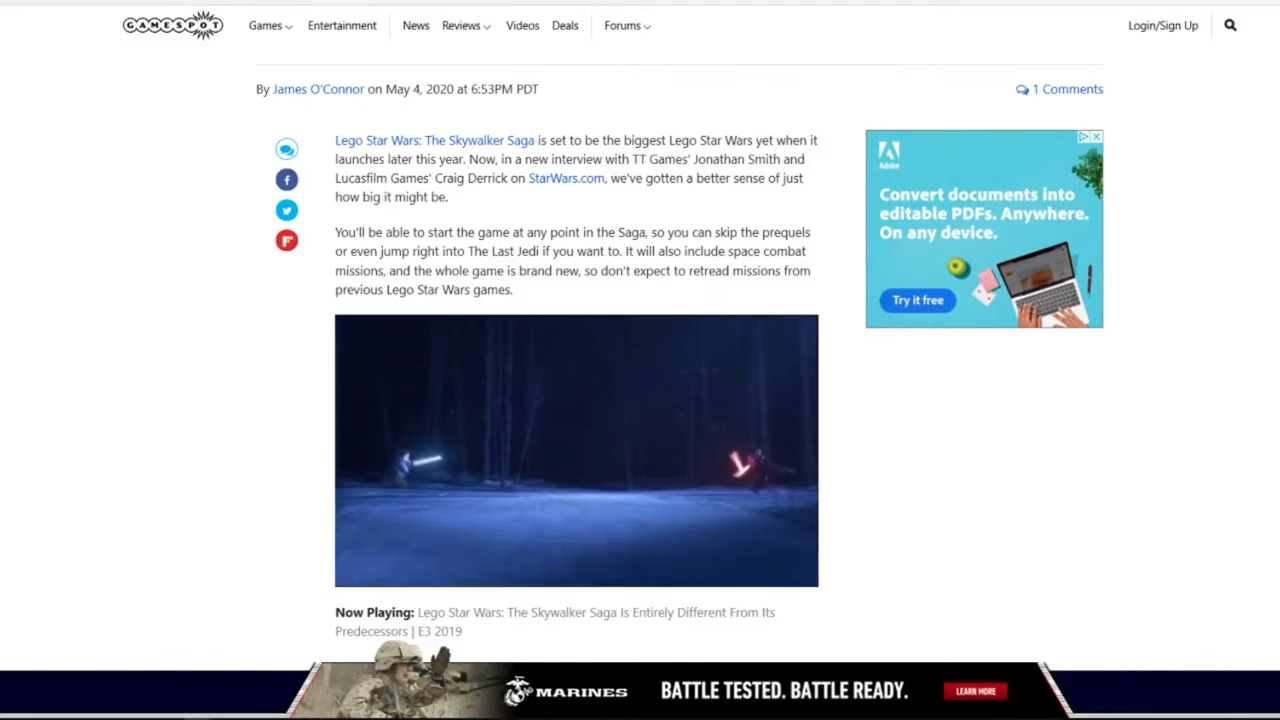 GAMESPOT
Games Entertainment News Reviews Videos Deals Forums Login/Sign Up
By James O'Connor on May 4, 2020 at 6:53PM PDT
1 Comments
Lego Star Wars: The Skywalker Saga is set to be the biggest Lego Star Wars yet when it
launches later this year. Now, in a new interview with TT Games' Jonathan Smith and
Lucasfilm Games' Craig Derrick on StarWars.com, we've gotten a better sense of just
how big it might be.
You'll be able to start the game at any point in the Saga, so you can skip the prequels
or even jump right into The Last Jedi if you want to. It will also include space combat
missions, and the whole game is brand new, so don't expect to retread missions from
previous Lego Star Wars games.
Now Playing: Lego Star Wars: The Skywalker Saga Is Entirely Different From Its
Predecessors | E3 2019
Adobe
Convert documents into
editable PDFs. Anywhere.
On any device.
Try it free
MARINES
BATTLE TESTED. BATTLE READY.
LEARN MORE